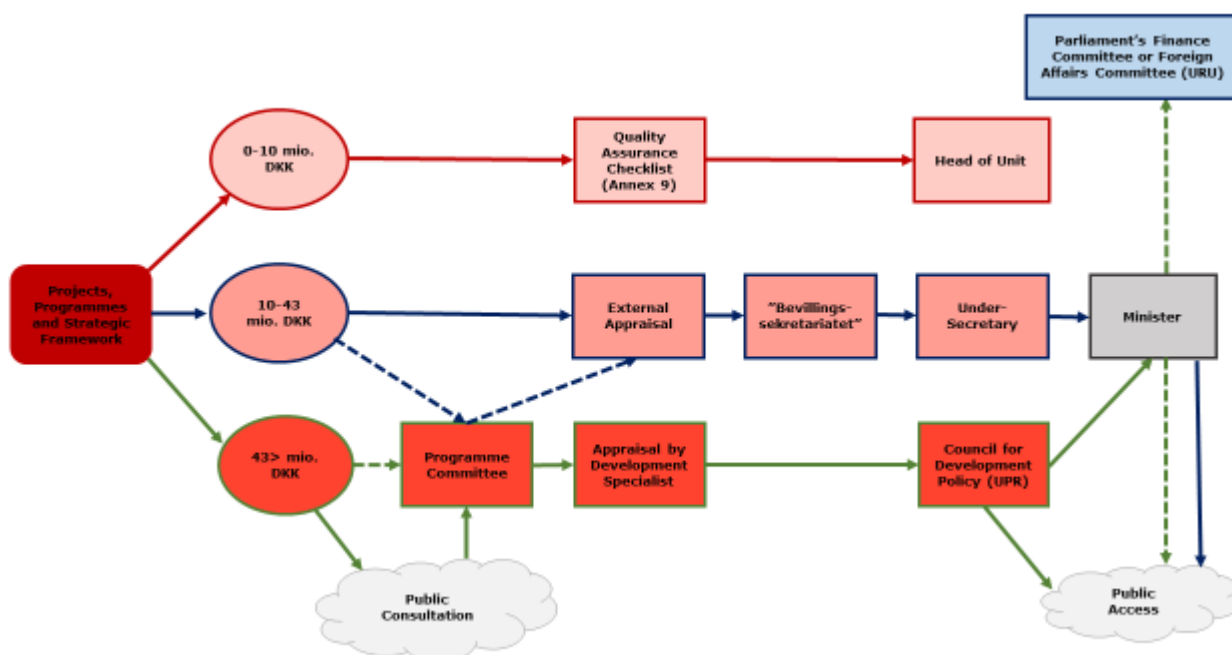 Parliament's Finance
Committee or Foreign
Affairs Committee (URU)
0-10 mio.
DKK
Quality
Assurance
Checklist
(Annex 9)
Head of Unit
Projects,
Programmes
and Strategic
Framework
10-43
mio. DKK
External
Appraisal
"Bevillings-
sekretariatet"
Under-
Secretary
Minister
43> mio.
DKK
Programme
Committee
Appraisal by
Development
Specialist
Council for
Development
Policy (UPR)
Public
Consultation
Public
Access